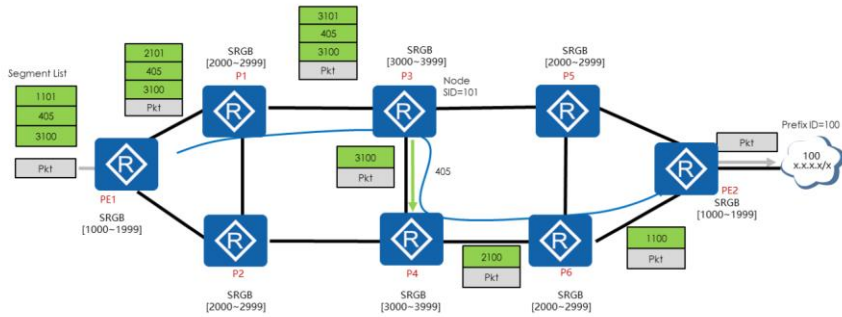 Segment List
1101
405
3100
Pkt
R
PE1
SRGB
[1000~1999]
2101
405
3100
Pkt
SRGB
[2000~2999]
P1
R
3101
405
3100
Pkt
SRGB
[3000~3999]
P3
R
Node
SID=101
SRGB
[2000~2999]
P5
R
3100
Pkt
405
R
P2
SRGB
[2000~2999]
R
P4
SRGB
[3000~3999]
2100
Pkt
R
P6
SRGB
[2000~2999]
1100
Pkt
R
PE2
SRGB
[1000~1999]
Pkt
Prefix ID=100
100
x.x.x.x/x